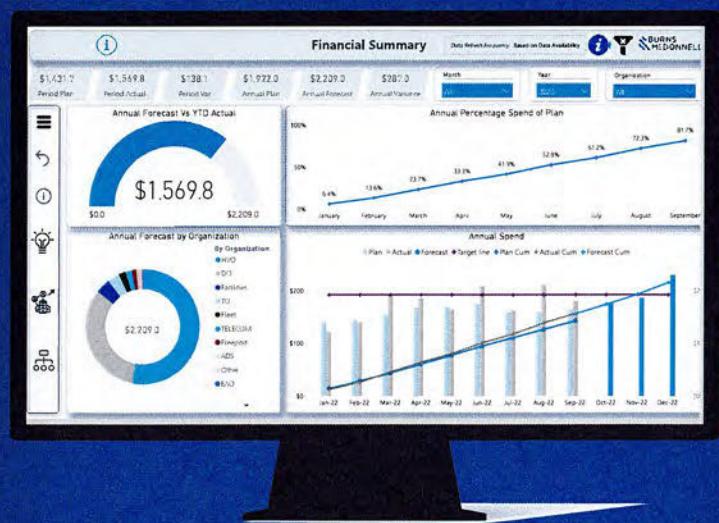 Financial Summary
Data Refresh Frequency: Based on Data Availability
BURNS
MCDONNELL
$1,431.7
$1,569.8
$138.1
$1,922.0
$2,209.0
$287.0
Period Plan
Period Actual
Period Var
Annual Plan
Annual Forecast
Annual Variance
Month
All
Year
Organization
All
Annual Forecast Vs YTD Actual
$1,569.8
$0.0
$2,209.0
Annual Percentage Spend of Plan
100%
50%
0%
6.4%
13.6%
23.7%
33.3%
41.9%
52.8%
61.2%
72.3%
81.7%
January
February
March
April
May
June
July
August
September
Annual Forecast by Organization
By Organization
Facilities
TO
Fleet
TELECOM
ADS
Other
$2,209.0
Annual Spend
Plan
Actual
Forecast
Target line
Plan Cum
Actual Cum
Forecast Cum
$200
$100
$0
Jan-22
Feb-22
Mar-22
Apr-22
May-22
Jun-22
Jul-22
Aug-22
Sep-22
Oct-22
Nov-22
Dec-22